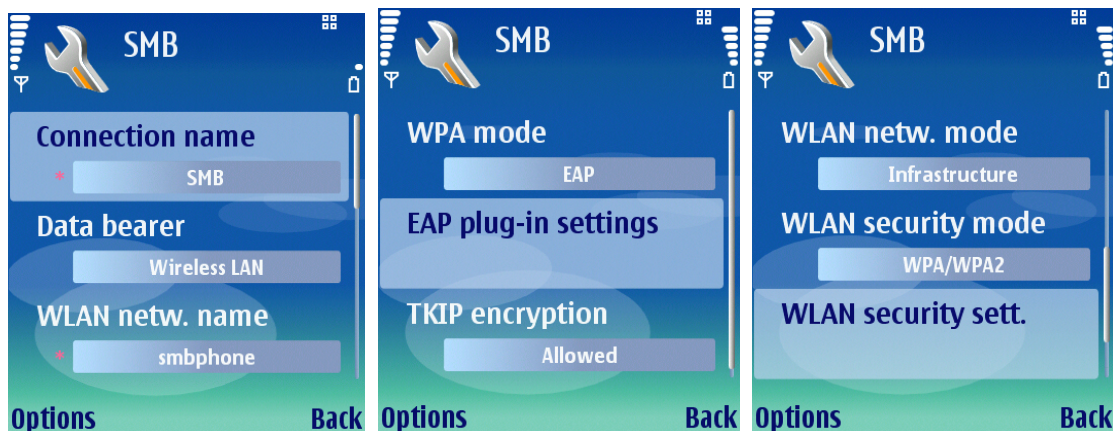 SMB
Connection name
* SMB
Data bearer
Wireless LAN
WLAN netw. name
* smbphone
Options Back
SMB
WPA mode
EAP
EAP plug-in settings
TKIP encryption
Allowed
Options Back
SMB
WLAN netw. mode
Infrastructure
WLAN security mode
WPA/WPA2
WLAN security sett.
Options Back